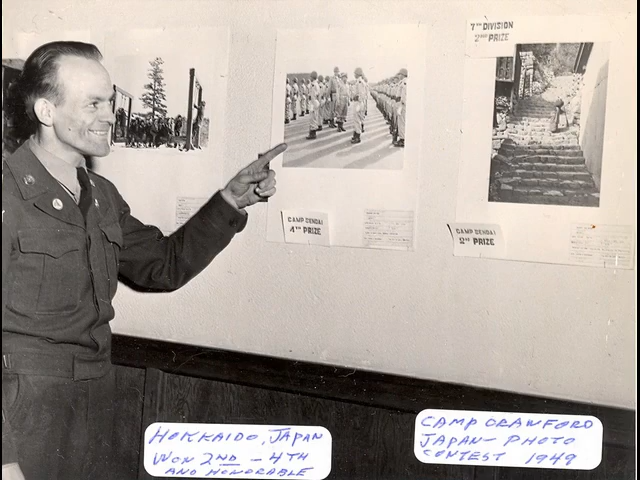 7TH DIVISION
2ND PRIZE
CAMP SENDAI
4TH PRIZE
CAMP SENDAI
2ND PRIZE
HOKKAIDO, JAPAN
WON 2ND - 4TH
AND HONORABLE
CAMP CRAWFORD
JAPAN - PHOTO
CONTEST 1949